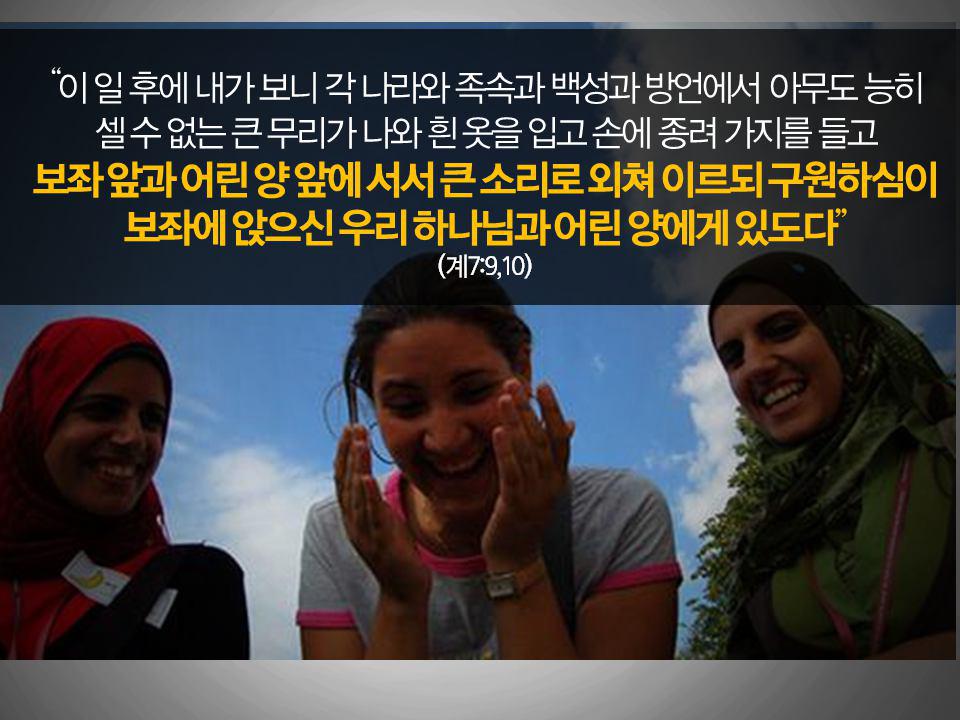 “이 일 후에 내가 보니 각 나라와 족속과 백성과 방언에서 아무도 능히
셀 수 없는 큰 무리가 나와 흰 옷을 입고 손에 종려 가지를 들고
보좌 앞과 어린 양 앞에 서서 큰 소리로 외쳐 이르되 구원하심이
보좌에 앉으신 우리 하나님과 어린 양에게 있도다”
(계7:9,10)